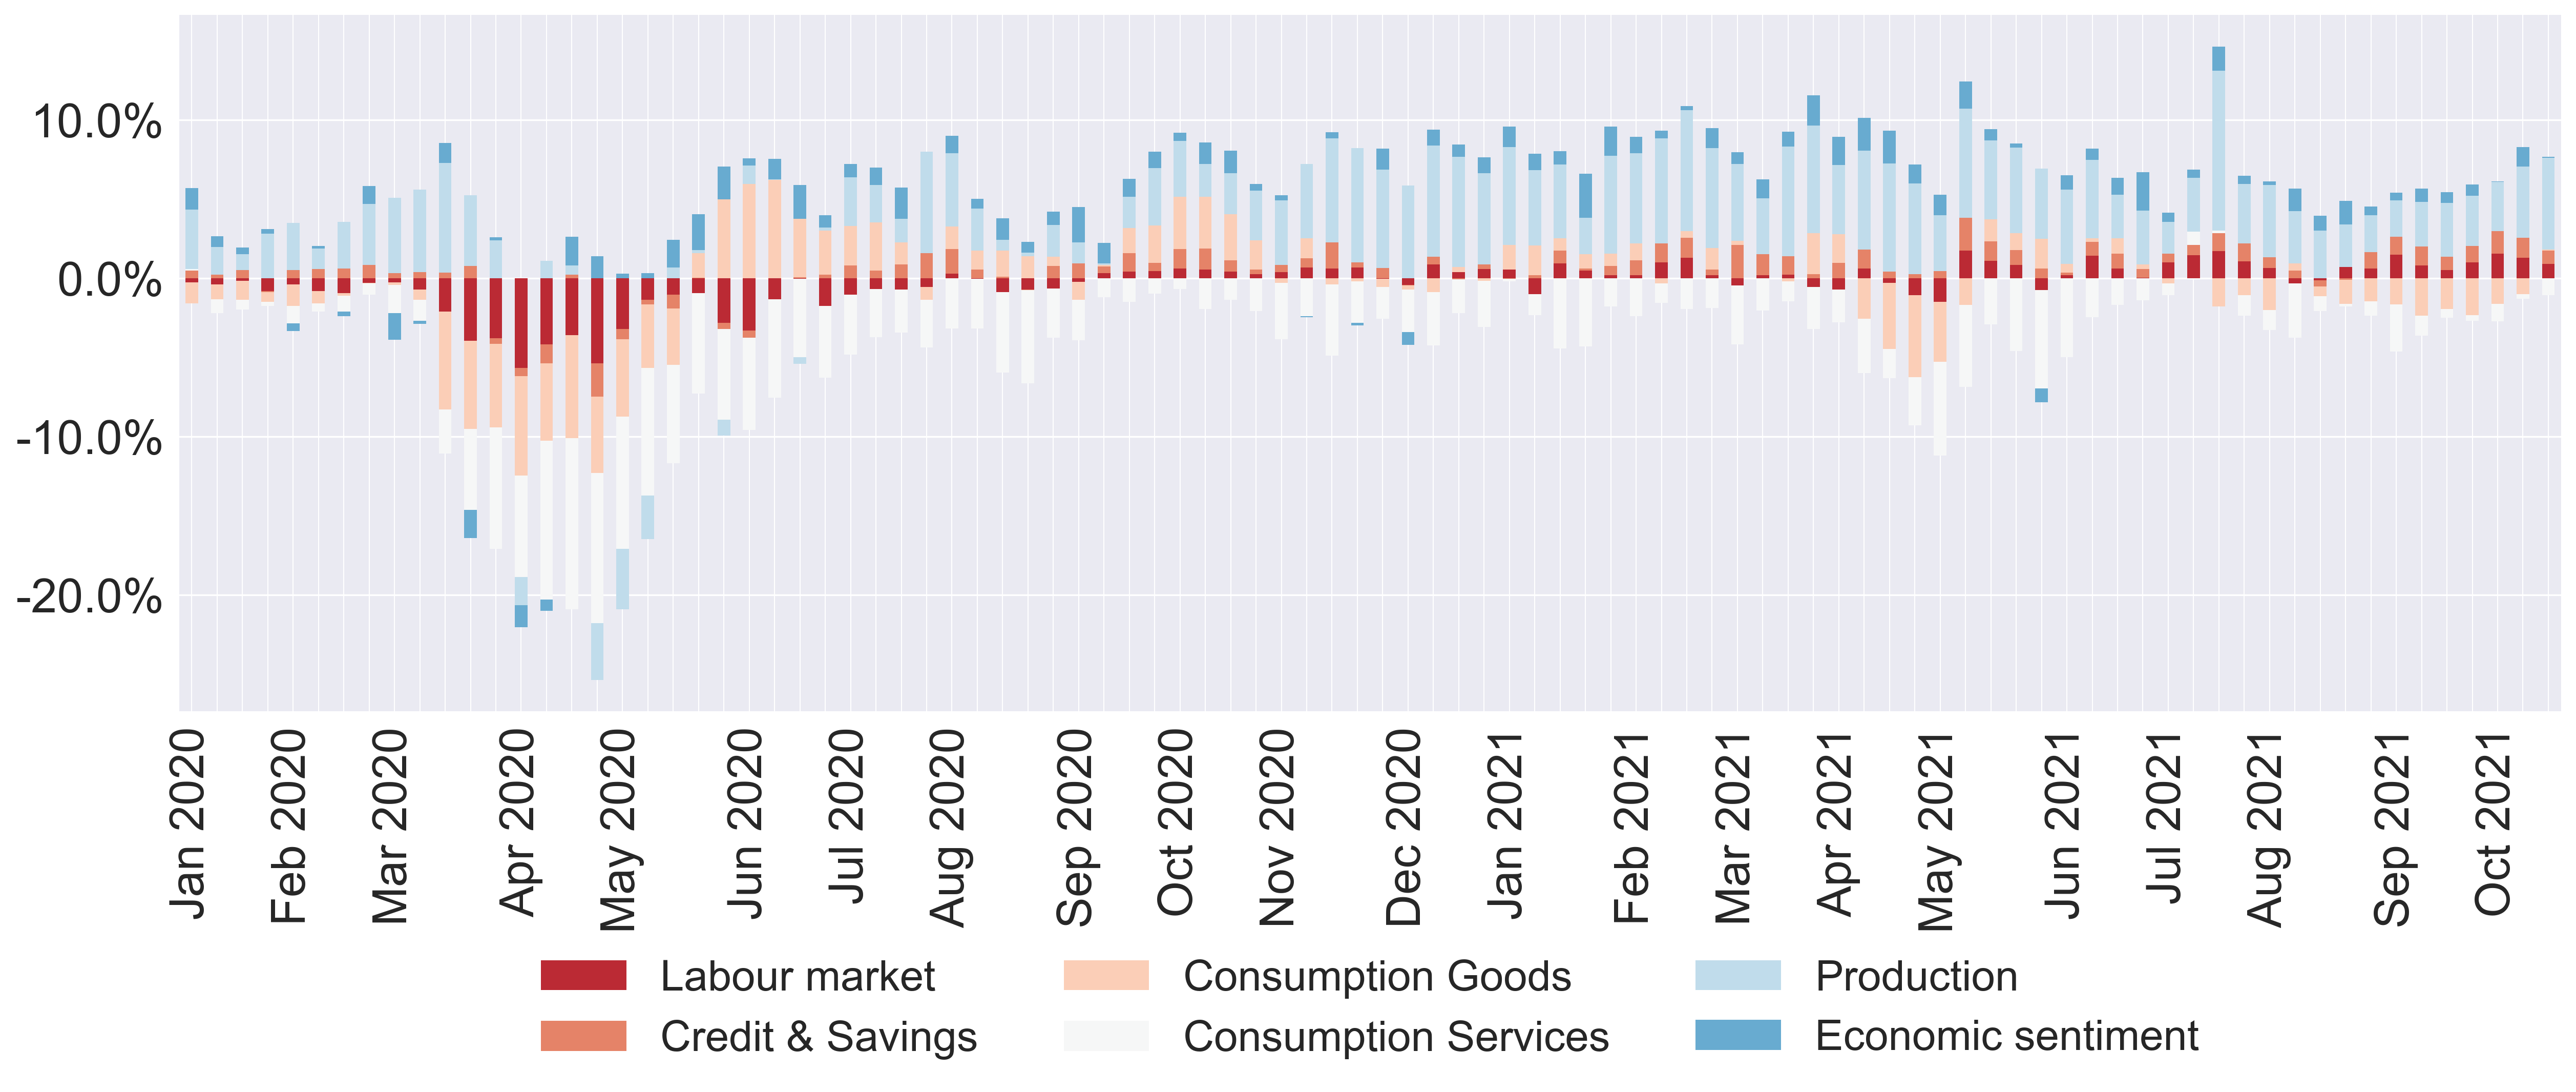 10.0%
0.0%
-10.0%
-20.0%
Jan 2020
Feb 2020
Mar 2020
Apr 2020
May 2020
Jun 2020
Jul 2020
Aug 2020
Sep 2020
Oct 2020
Nov 2020
Dec 2020
Jan 2021
Feb 2021
Mar 2021
Apr 2021
May 2021
Jun 2021
Jul 2021
Aug 2021
Sep 2021
Oct 2021
Labour market
Consumption Goods
Production
Credit & Savings
Consumption Services
Economic sentiment